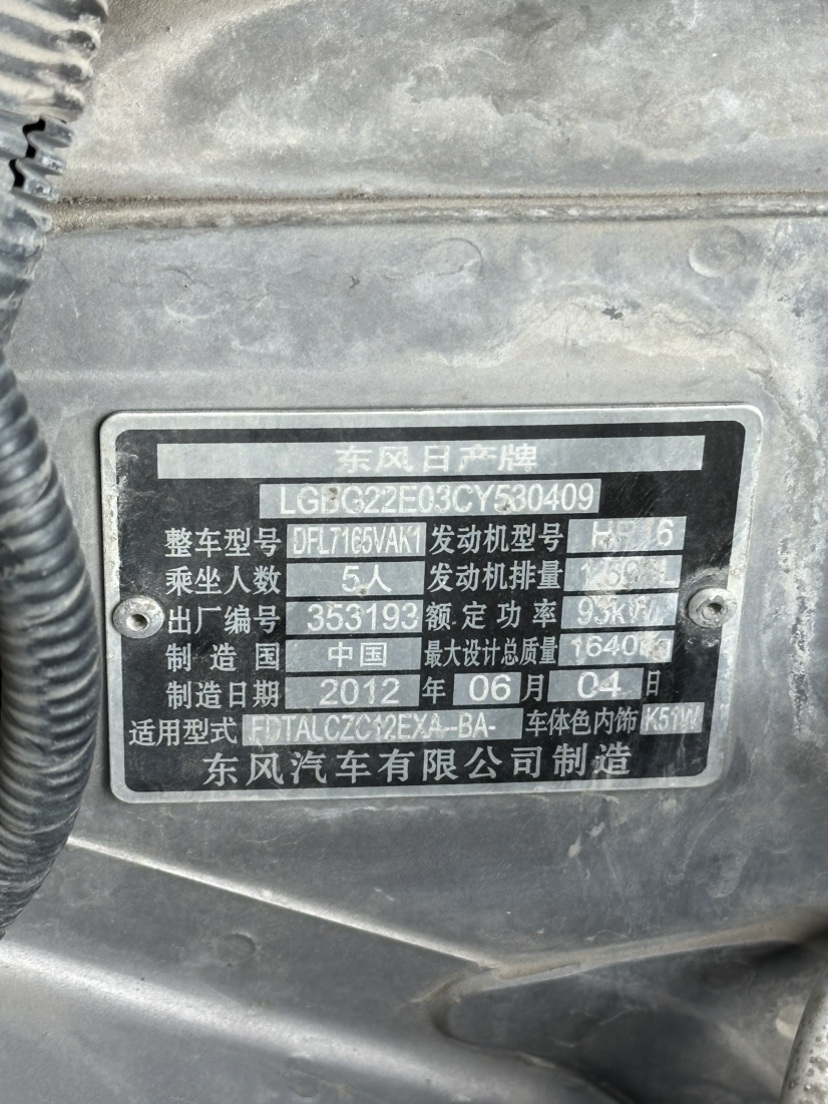 东风日产牌
LGBG22E03CY530409
整车型号 DFL7165VAK1 发动机型号 HR16
乘坐人数 5人 发动机排量
出厂编号 353193 额定功率 93kW
制造国 中国 最大设计总质量 1640kg
制造日期 2012 年 06 月 04 日
适用型式 FDTALCZC12EXA--BA- 车体色内饰 K51W
东风汽车有限公司制造